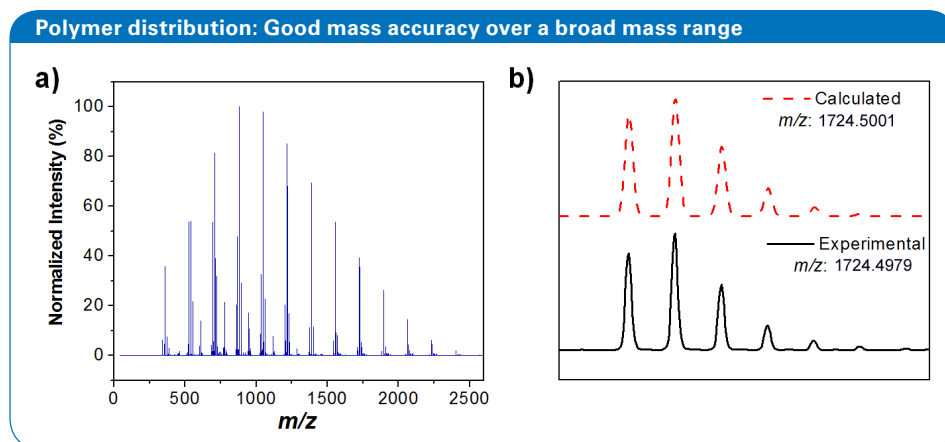 Polymer distribution: Good mass accuracy over a broad mass range
a)
Normalized Intensity (%)
100
80
60
40
20
0
0 500 1000 1500 2000 2500
m/z
b)
Calculated
m/z: 1724.5001
Experimental
m/z: 1724.4979